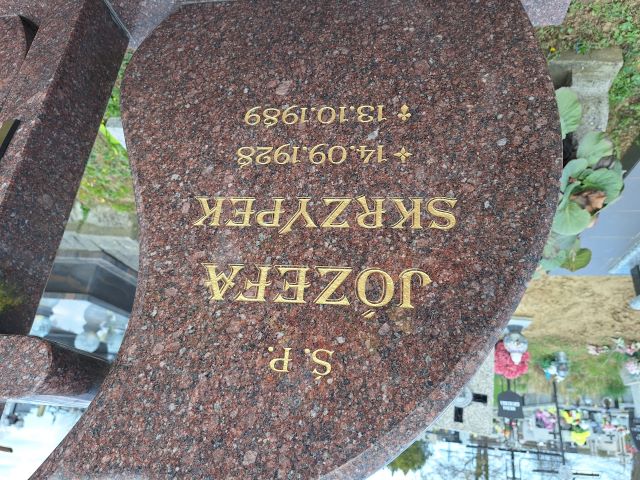 Ś.P.
JÓZEFA
SKRZYPEK
14.09.1928
13.10.1989